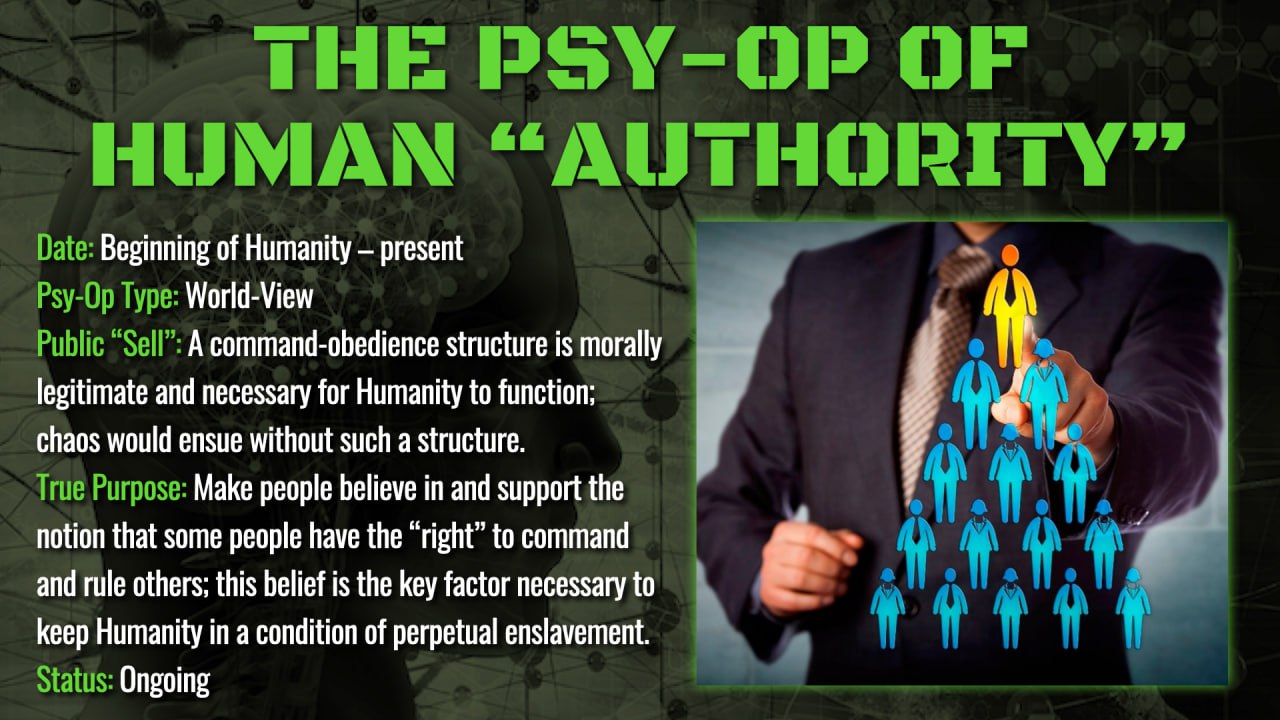 THE PSY-OP OF
HUMAN “AUTHORITY”
Date: Beginning of Humanity – present
Psy-Op Type: World-View
Public “Sell”: A command-obedience structure is morally
legitimate and necessary for Humanity to function;
chaos would ensue without such a structure.
True Purpose: Make people believe in and support the
notion that some people have the “right” to command
and rule others; this belief is the key factor necessary to
keep Humanity in a condition of perpetual enslavement.
Status: Ongoing